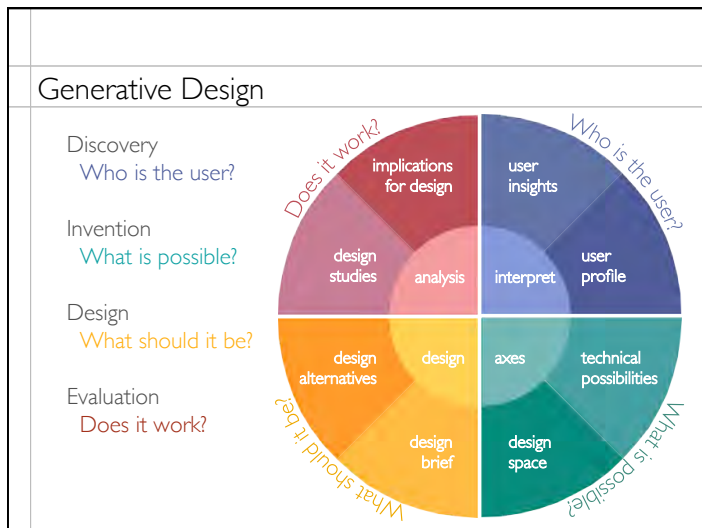 Generative Design
Discovery
Who is the user?
Invention
What is possible?
Design
What should it be?
Evaluation
Does it work?
Does it work?
Who is the user?
implications
for design
user
insights
design
studies
analysis
interpret
user
profile
design
alternatives
design
axes
technical
possibilities
design
brief
design
space
What should it be?
What is possible?